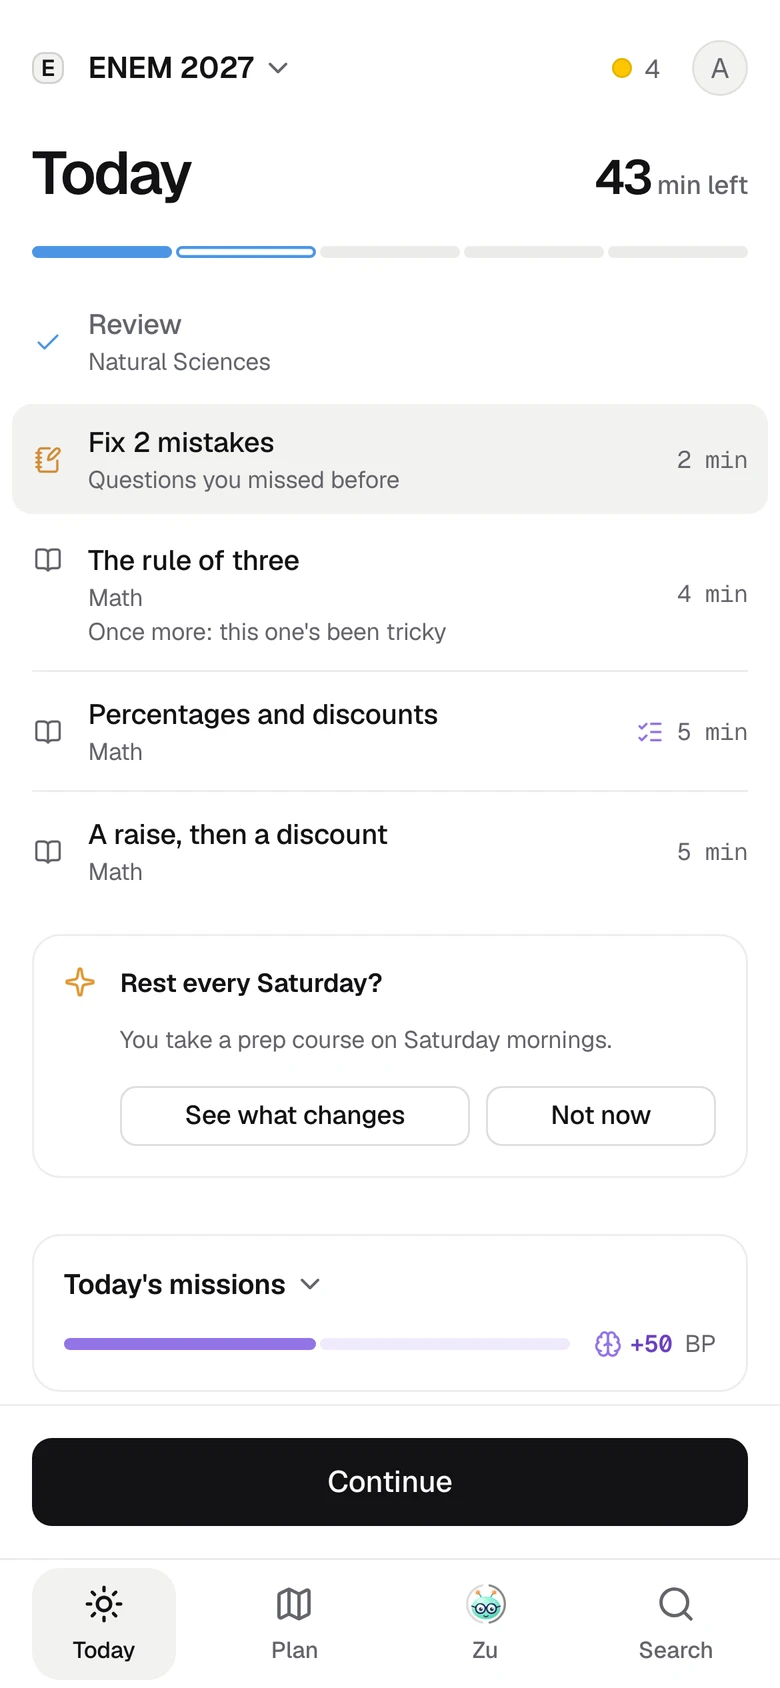 E ENEM 2027
4
A
Today
43 min left
Review
Natural Sciences
Fix 2 mistakes
Questions you missed before
2 min
The rule of three
Math
Once more: this one's been tricky
4 min
Percentages and discounts
Math
5 min
A raise, then a discount
Math
5 min
Rest every Saturday?
You take a prep course on Saturday mornings.
See what changes
Not now
Today's missions
+50 BP
Continue
Today
Plan
Zu
Search